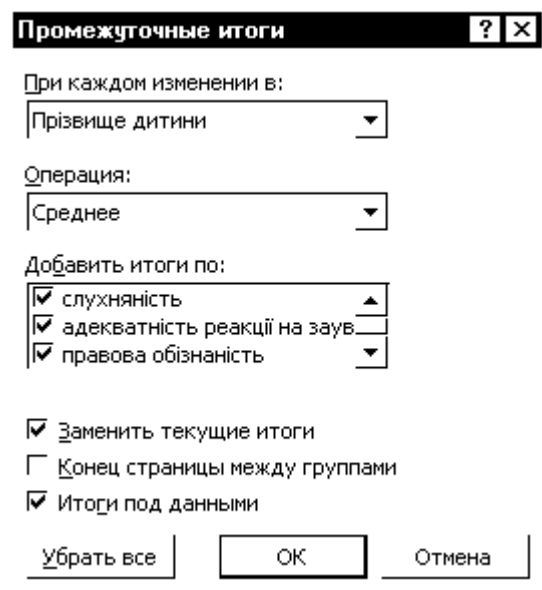 Промежуточные итоги
При каждом изменении в:
Прізвище дитини
Операция:
Среднее
Добавить итоги по:
слухняність
адекватність реакції на заув
правова обізнаність
Заменить текущие итоги
Конец страницы между группами
Итоги под данными
Убрать все ОК Отмена